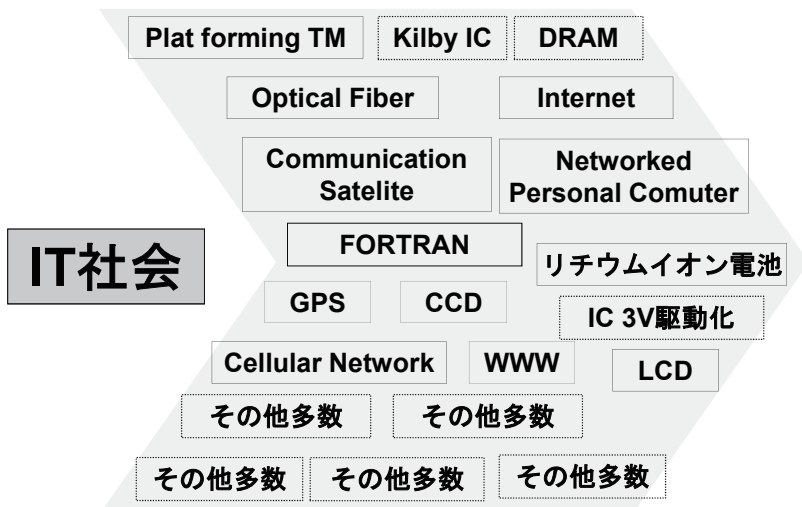 Plat forming TM
Kilby IC
DRAM
Optical Fiber
Internet
Communication
Satelite
Networked
Personal Comuter
IT社会
FORTRAN
リチウムイオン電池
GPS
CCD
IC 3V駆動化
Cellular Network
WWW
LCD
その他多数
その他多数
その他多数
その他多数
その他多数